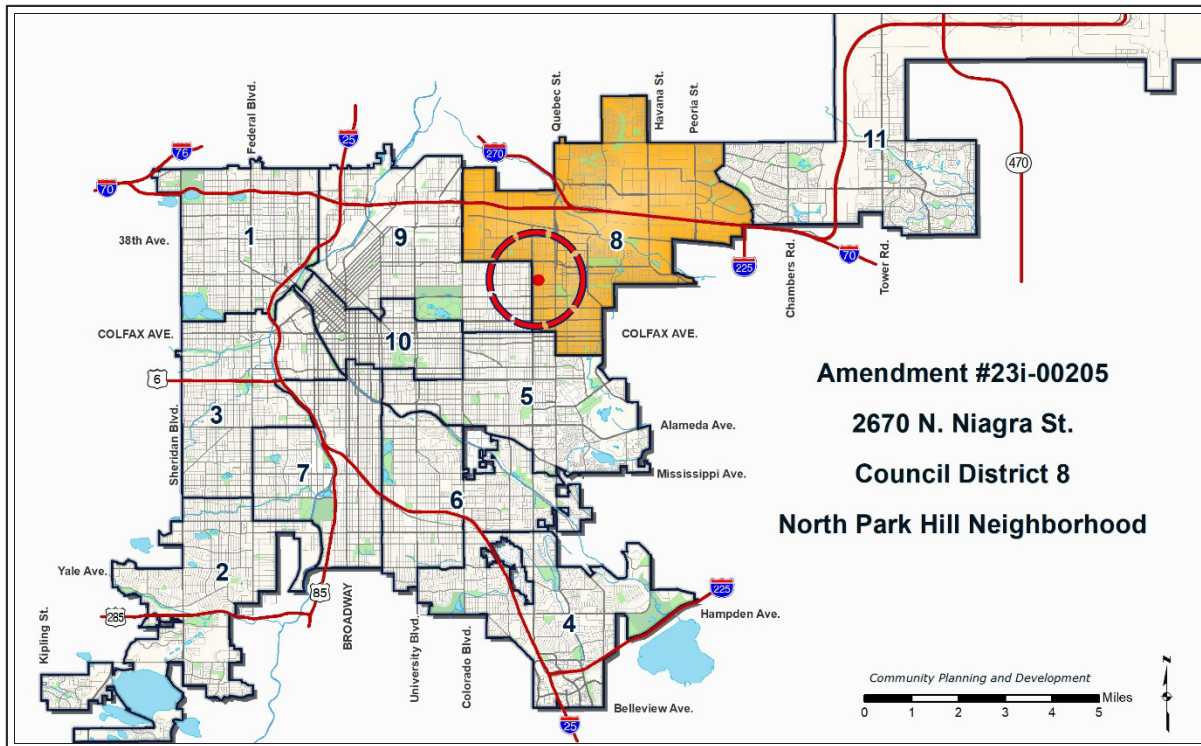 Federal Blvd.
Quebec St.
Havana St.
Peoria St.
76
25
270
70
11
470
38th Ave.
1
9
8
225
70
Chambers Rd.
Tower Rd.
COLFAX AVE.
10
COLFAX AVE.
6
Sheridan Blvd.
3
5
Alameda Ave.
7
Mississippi Ave.
6
Amendment #23i-00205
2670 N. Niagra St.
Council District 8
North Park Hill Neighborhood
Yale Ave.
2
85
285
BROADWAY
University Blvd.
Colorado Blvd.
4
225
Hampden Ave.
Kipling St.
Belleview Ave.
25
Community Planning and Development
Miles
0 1 2 3 4 5
N